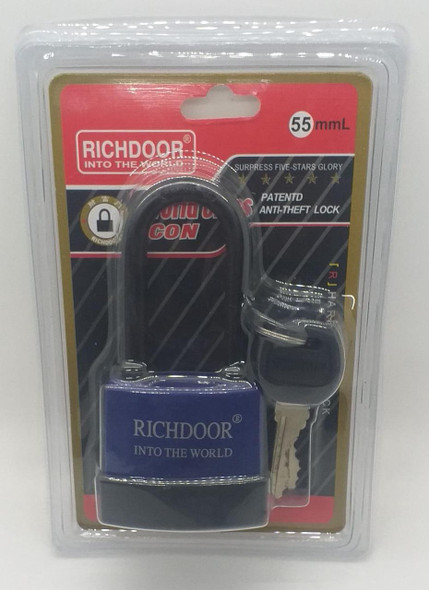 55mmL
RICHDOOR®
INTO THE WORLD
SURPRESS FIVE-STARS GLORY
PATENTD
ANTI-THEFT LOCK
CON
RICHDOOR®
INTO THE WORLD